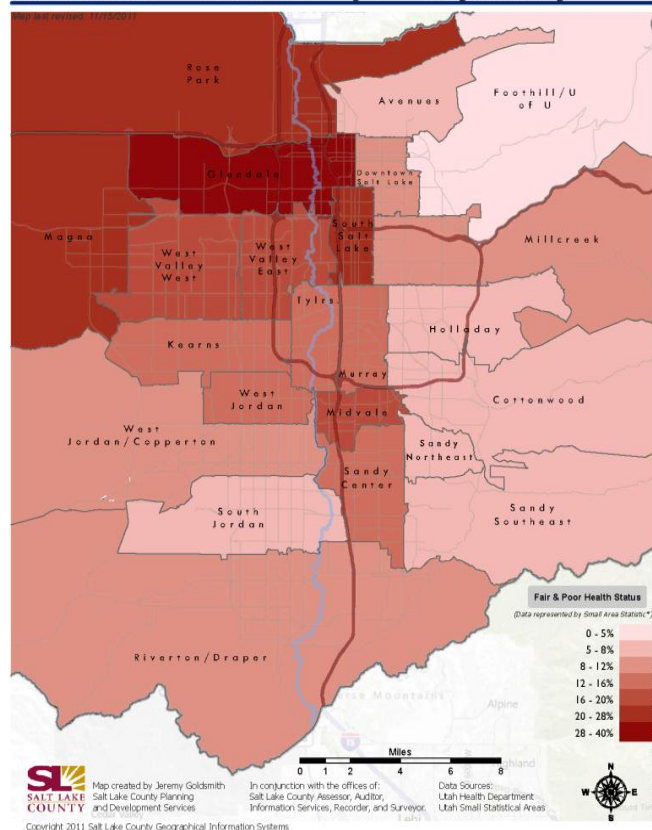 Map last revised: 11/15/2011
Rose
Park
Avenues
Foothill/U
of U
Glendale
Downtown
Salt Lake
Magna
South
Salt
Lake
Millcreek
West
Valley
West
West
Valley
East
Tylrs.
Holladay
Kearns
Murray
West
Jordan
Midvale
Cottonwood
West
Jordan/Copperton
Sandy
Northeast
Sandy
Center
South
Jordan
Sandy
Southeast
Riverton/Draper
Fair & Poor Health Status
(Data represented by Small Area Statistic*)
0 - 5%
5 - 8%
8 - 12%
12 - 16%
16 - 20%
20 - 28%
28 - 40%
Mountains
Alpine
Highland
Miles
0 1 2 4 6 8
SL
SALT LAKE
COUNTY
Map created by Jeremy Goldsmith
Salt Lake County Planning
and Development Services
In conjunction with the offices of:
Salt Lake County Assessor, Auditor,
Information Services, Recorder, and Surveyor.
Data Sources:
Utah Health Department
Utah Small Statistical Areas
N
W E
S
Lehi
Copyright 2011 Salt Lake County Geographical Information Systems